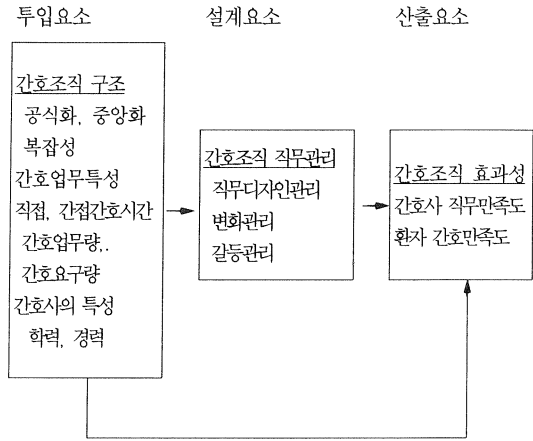 투입요소
설계요소
산출요소
간호조직 구조
공식화, 중앙화
복잡성
간호업무특성
직접, 간접간호시간
간호업무량,.
간호요구량
간호사의 특성
학력, 경력
간호조직 직무관리
직무디자인관리
변화관리
갈등관리
간호조직 효과성
간호사 직무만족도
환자 간호만족도